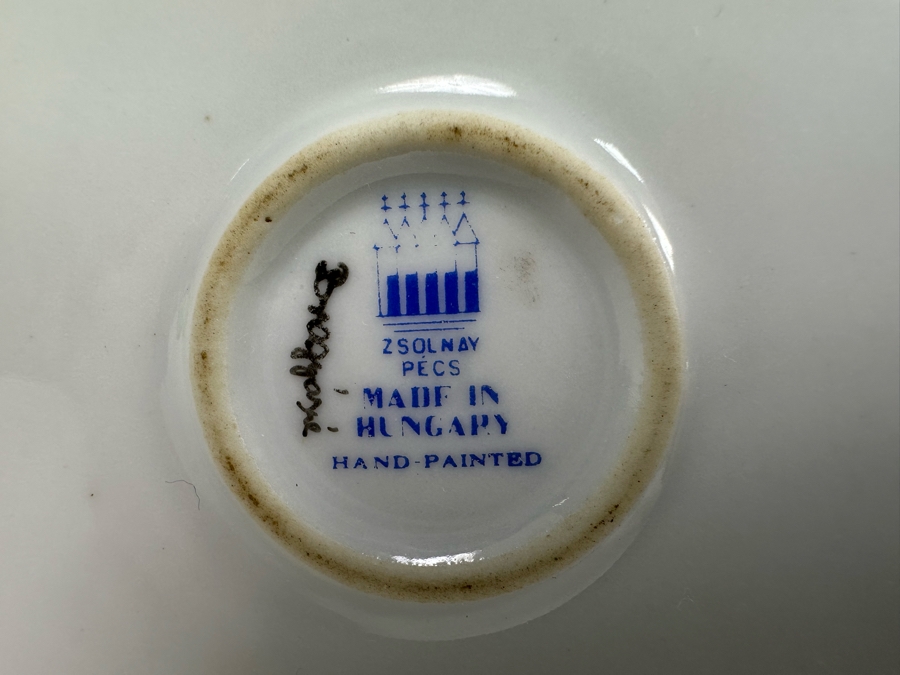 ZSOLNAY
PÉCS
MADE IN
HUNGARY
HAND-PAINTED